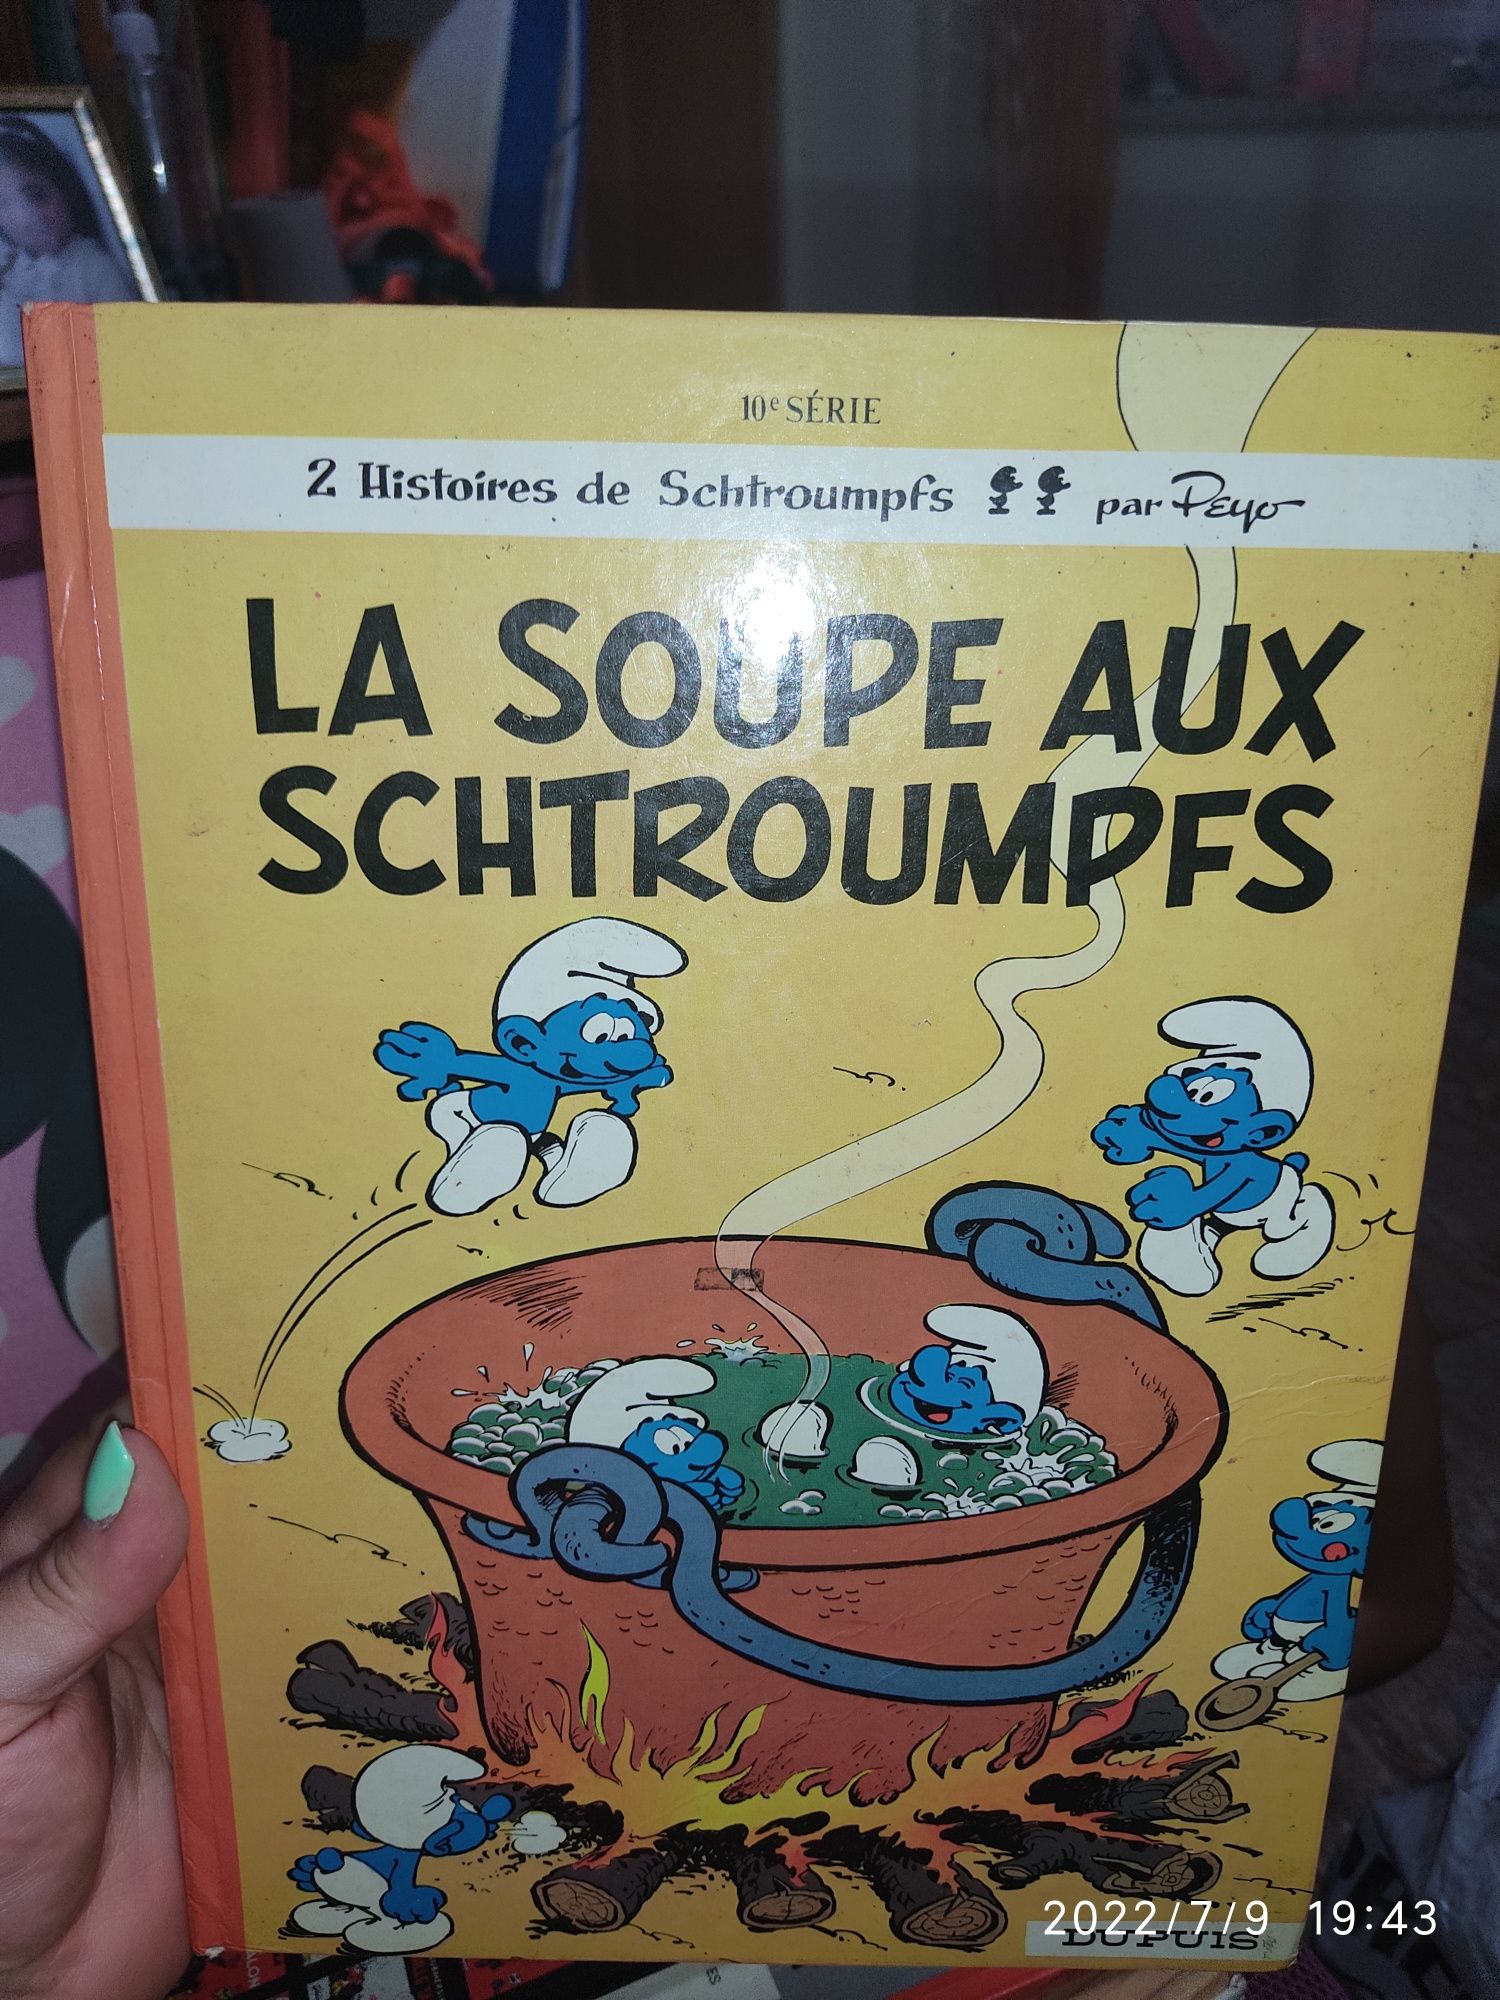 10e SÉRIE
2 Histoires de Schtroumpfs par Peyo
LA SOUPE AUX
SCHTROUMPFS
2022/7/9 19:43
DUPUIS